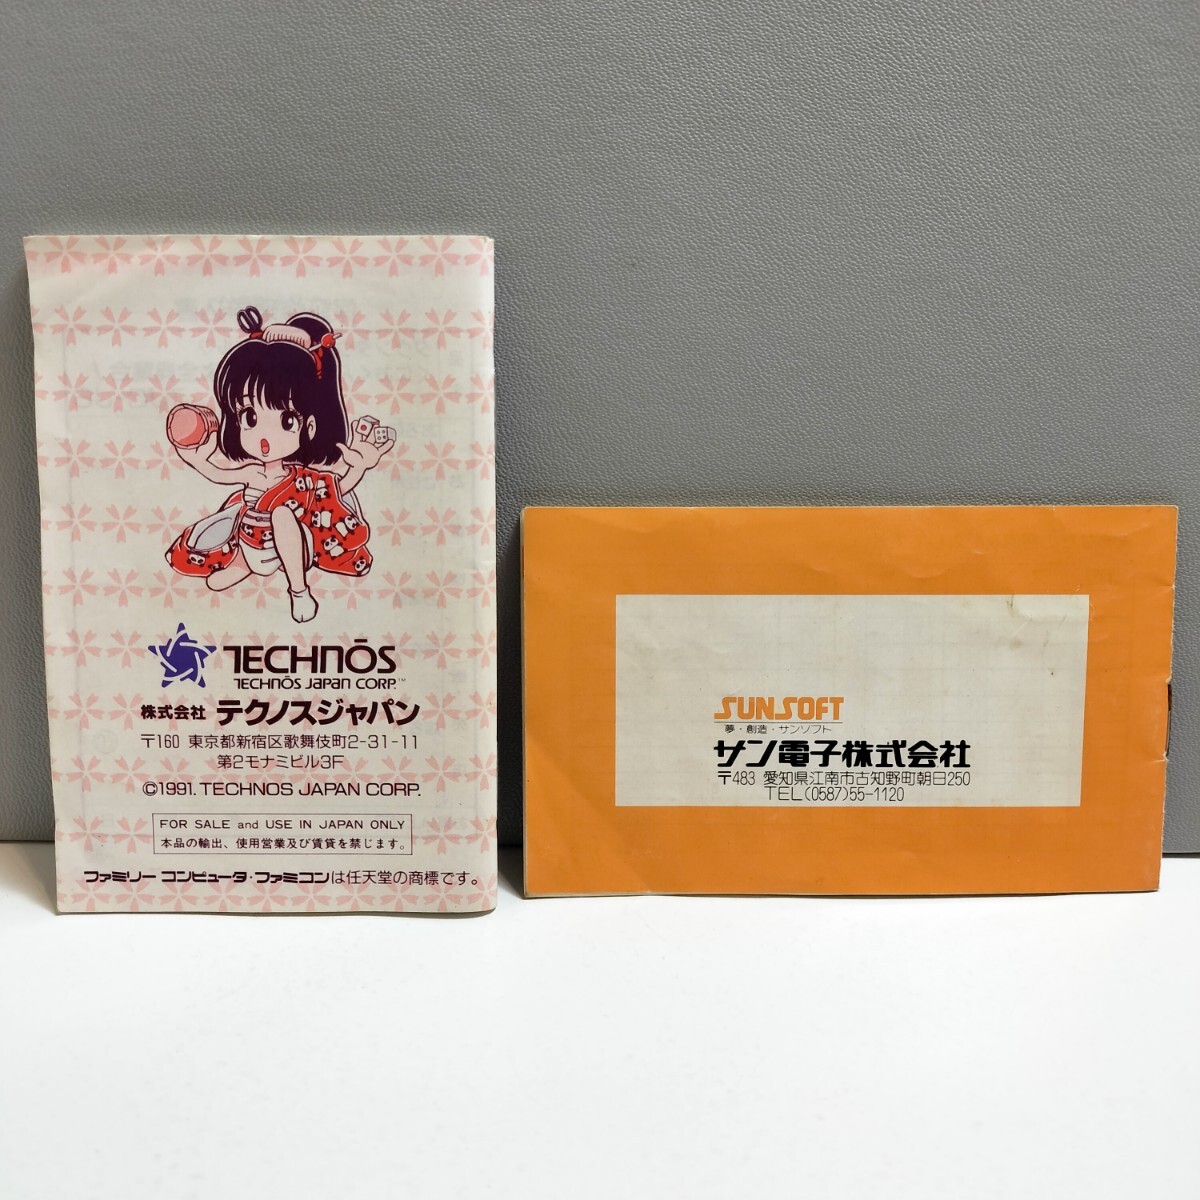 TECHNŌS
TECHNŌS JAPAN CORP.™
株式会社 テクノスジャパン
〒160 東京都新宿区歌舞伎町2-31-11
第2モナミビル3F
©1991. TECHNOS JAPAN CORP.
FOR SALE and USE IN JAPAN ONLY
本品の輸出、使用営業及び賃貸を禁じます。
ファミリー コンピュータ・ファミコンは任天堂の商標です。
SUNSOFT
夢・創造・サンソフト
サン電子株式会社
〒483 愛知県江南市古知野町朝日250
TEL(0587)55-1120